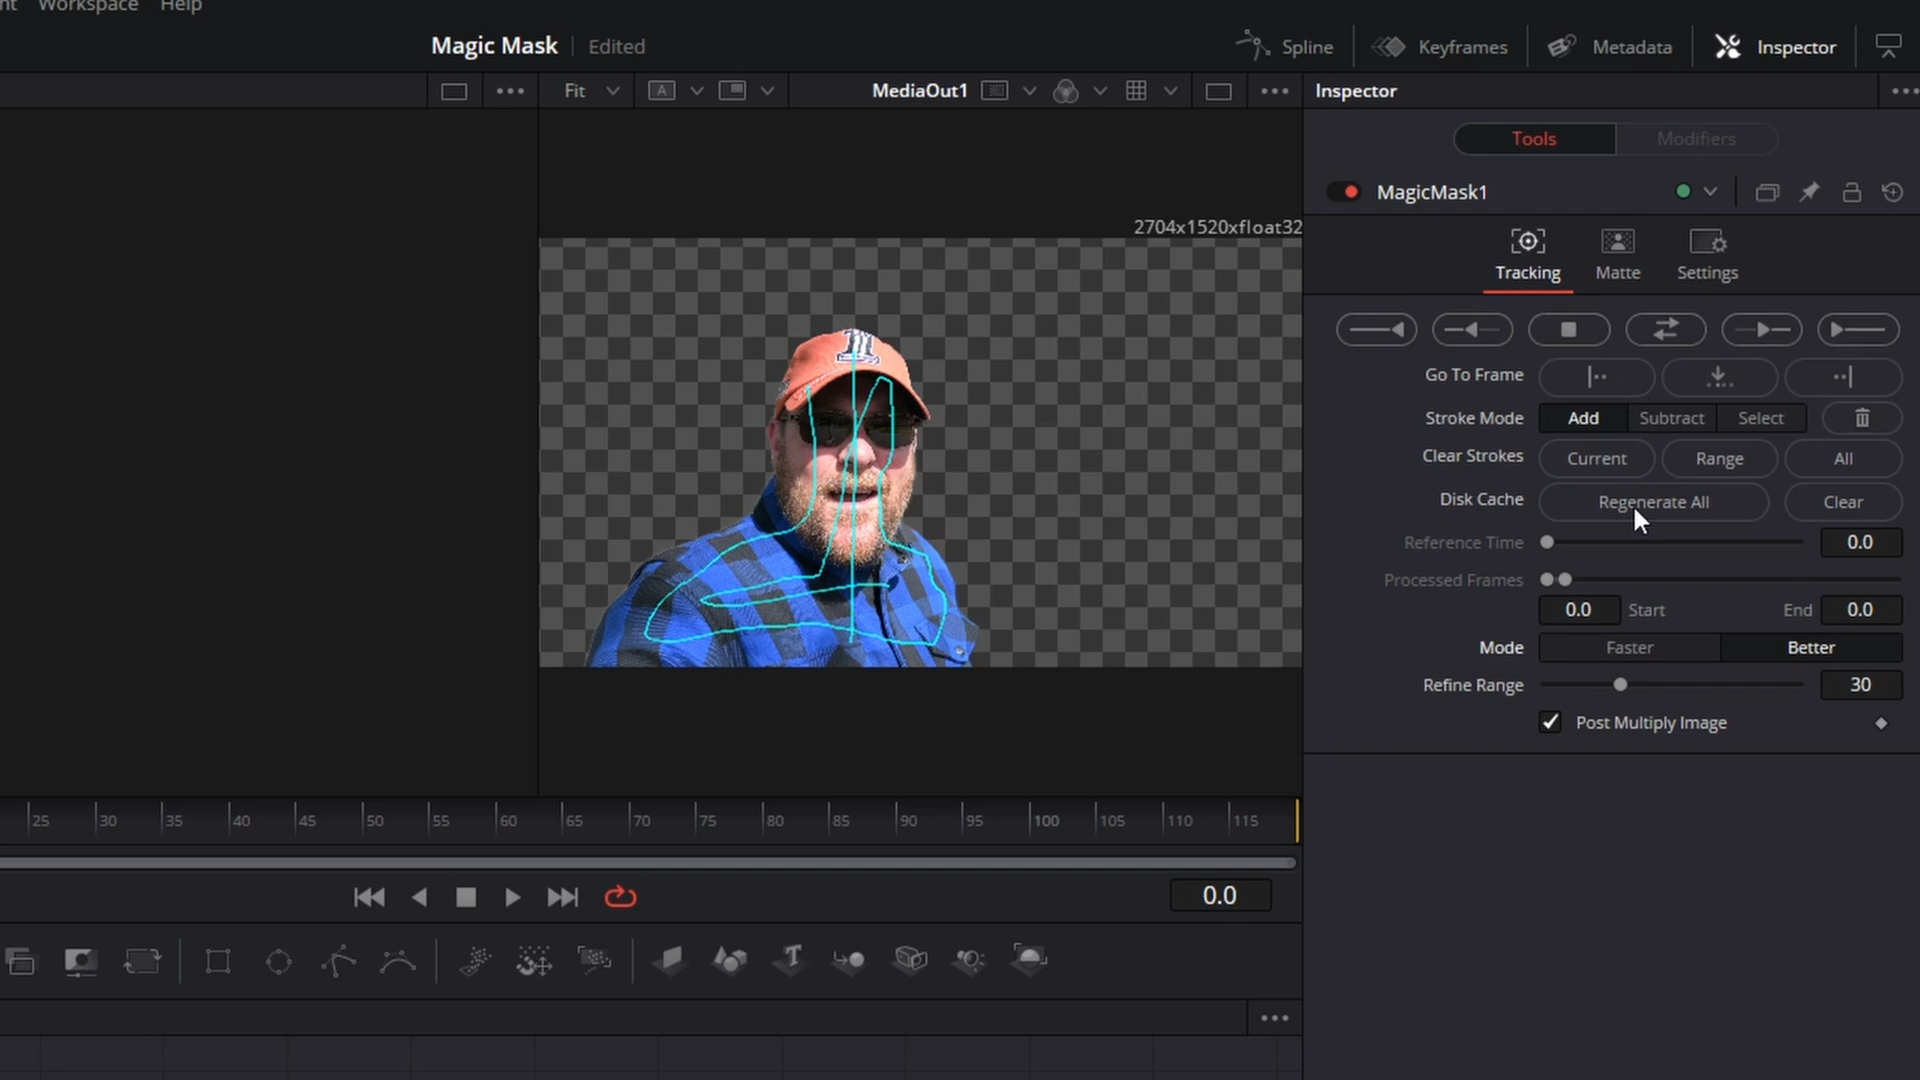 nt Workspace Help
Magic Mask Edited
Spline Keyframes Metadata Inspector
Fit A MediaOut1 Inspector
Tools Modifiers
MagicMask1
2704x1520xfloat32
Tracking Matte Settings
Go To Frame
Stroke Mode Add Subtract Select
Clear Strokes Current Range All
Disk Cache Regenerate All Clear
Reference Time 0.0
Processed Frames
0.0 Start End 0.0
Mode Faster Better
Refine Range 30
Post Multiply Image
25 30 35 40 45 50 55 60 65 70 75 80 85 90 95 100 105 110 115
0.0
T